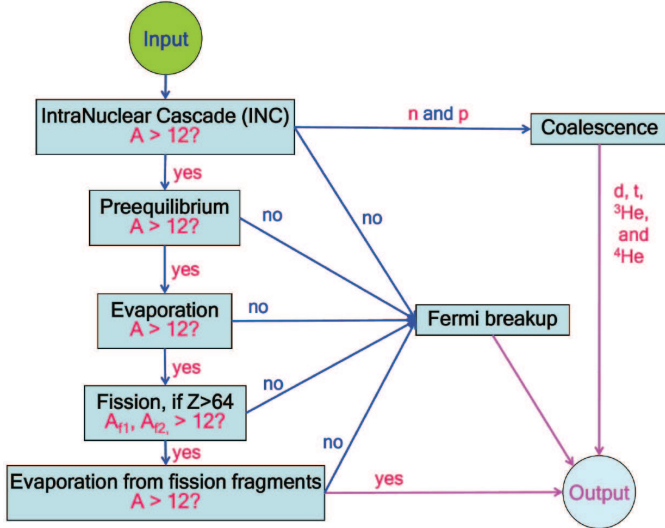 Input
IntraNuclear Cascade (INC)
A > 12?
n and p
Coalescence
yes
no
d, t,
³He,
and
⁴He
Preequilibrium
A > 12?
no
yes
Evaporation
A > 12?
no
Fermi breakup
yes
Fission, if Z>64
A_f1, A_f2, > 12?
no
yes
no
Evaporation from fission fragments
A > 12?
yes
Output